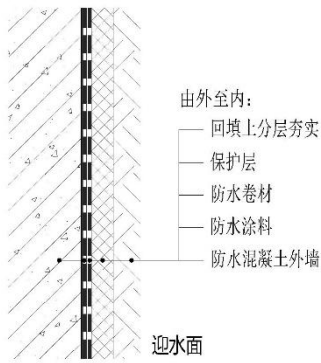 由外至内：
回填土分层夯实
保护层
防水卷材
防水涂料
防水混凝土外墙
迎水面